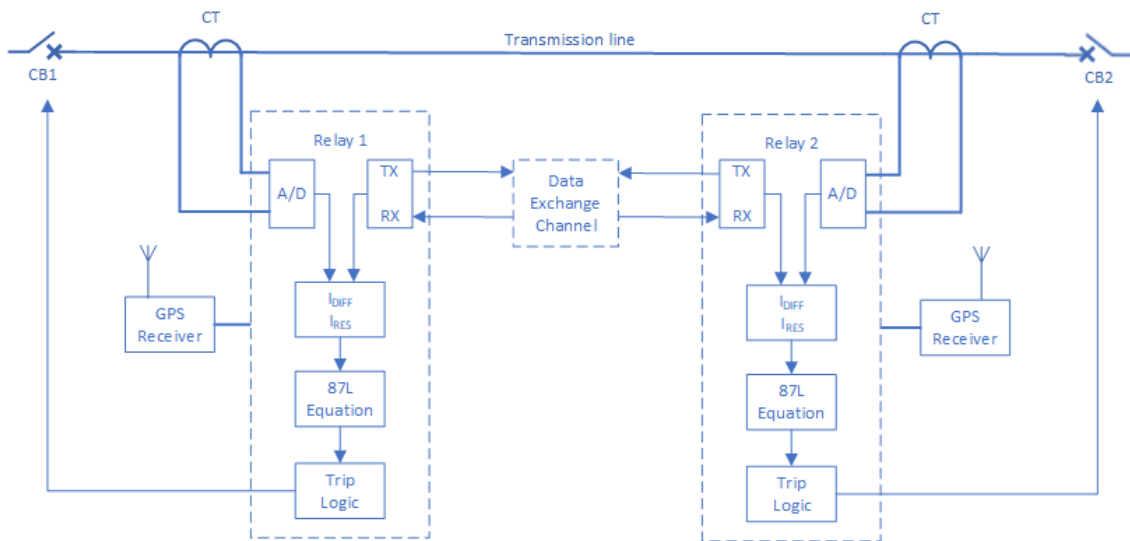 CT
CT
Transmission line
CB1
CB2
Relay 1
Relay 2
A/D
TX
RX
Data
Exchange
Channel
TX
RX
A/D
GPS
Receiver
IDIFF
IRES
IDIFF
IRES
GPS
Receiver
87L
Equation
87L
Equation
Trip
Logic
Trip
Logic